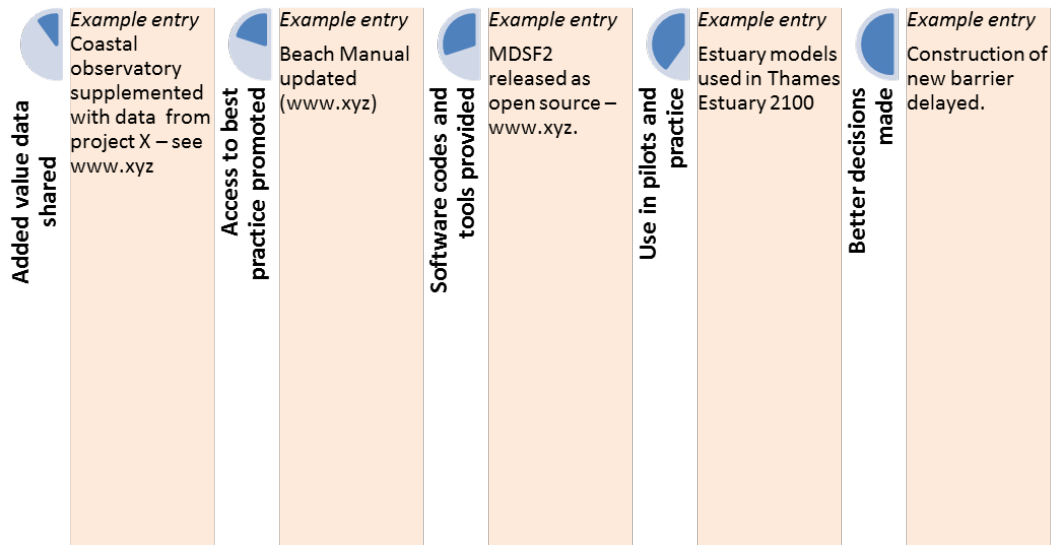 Added value data
shared
Example entry
Coastal
observatory
supplemented
with data from
project X – see
www.xyz
Access to best
practice promoted
Example entry
Beach Manual
updated
(www.xyz)
Software codes and
tools provided
Example entry
MDSF2
released as
open source –
www.xyz.
Use in pilots and
practice
Example entry
Estuary models
used in Thames
Estuary 2100
Better decisions
made
Example entry
Construction of
new barrier
delayed.